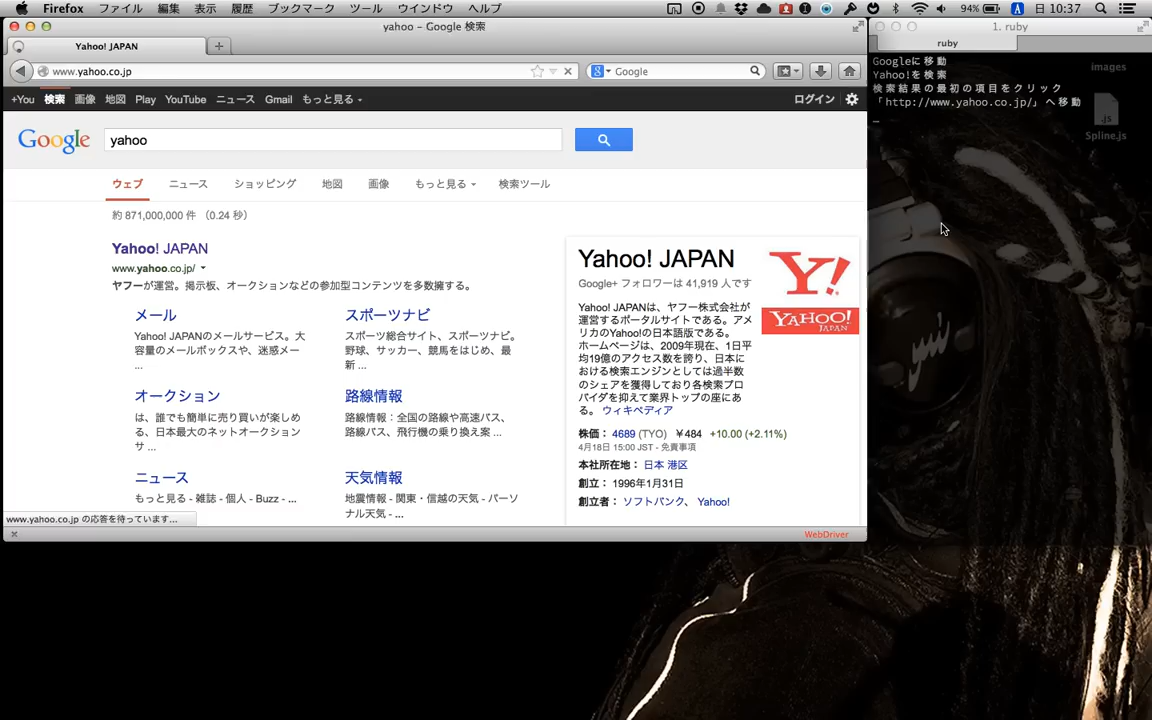 Firefox ファイル 編集 表示 履歴 ブックマーク ツール ウインドウ ヘルプ 94% 日 10:37
yahoo - Google 検索
Yahoo! JAPAN
www.yahoo.co.jp
Google
+You 検索 画像 地図 Play YouTube ニュース Gmail もっと見る
ログイン
Google yahoo
ウェブ ニュース ショッピング 地図 画像 もっと見る 検索ツール
約 871,000,000 件 （0.24 秒）
Yahoo! JAPAN
www.yahoo.co.jp/
ヤフーが運営。掲示板、オークションなどの参加型コンテンツを多数擁する。
メール
Yahoo! JAPANのメールサービス。大
容量のメールボックスや、迷惑メー
...
スポーツナビ
スポーツ総合サイト、スポーツナビ。
野球、サッカー、競馬をはじめ、最
新 ...
オークション
は、誰でも簡単に売り買いが楽しめ
る、日本最大のネットオークション
サ ...
路線情報
路線情報：全国の路線や高速バス、
路線バス、飛行機の乗り換え案 ...
ニュース
もっと見る - 雑誌 - 個人 - Buzz - ...
天気情報
地震情報 - 関東・信越の天気 - パーソ
ナル天気 - ...
Yahoo! JAPAN
Google+ フォロワーは 41,919 人です
Y!
YAHOO!
JAPAN
Yahoo! JAPANは、ヤフー株式会社が
運営するポータルサイトである。アメ
リカのYahoo!の日本語版である。
ホームページは、2009年現在、1日平
均19億のアクセス数を誇り、日本に
おける検索エンジンとしては過半数
のシェアを獲得しており各検索プロ
バイダを抑えて業界トップの座にあ
る。 ウィキペディア
株価： 4689 (TYO) ￥484 +10.00 (+2.11%)
4月18日 15:00 JST - 免責事項
本社所在地： 日本 港区
創立： 1996年1月31日
創立者： ソフトバンク、 Yahoo!
www.yahoo.co.jp の応答を待っています...
WebDriver
1. ruby
ruby
Googleに移動
Yahoo!を検索
検索結果の最初の項目をクリック
「http://www.yahoo.co.jp/」へ移動
images
.js
Spline.js